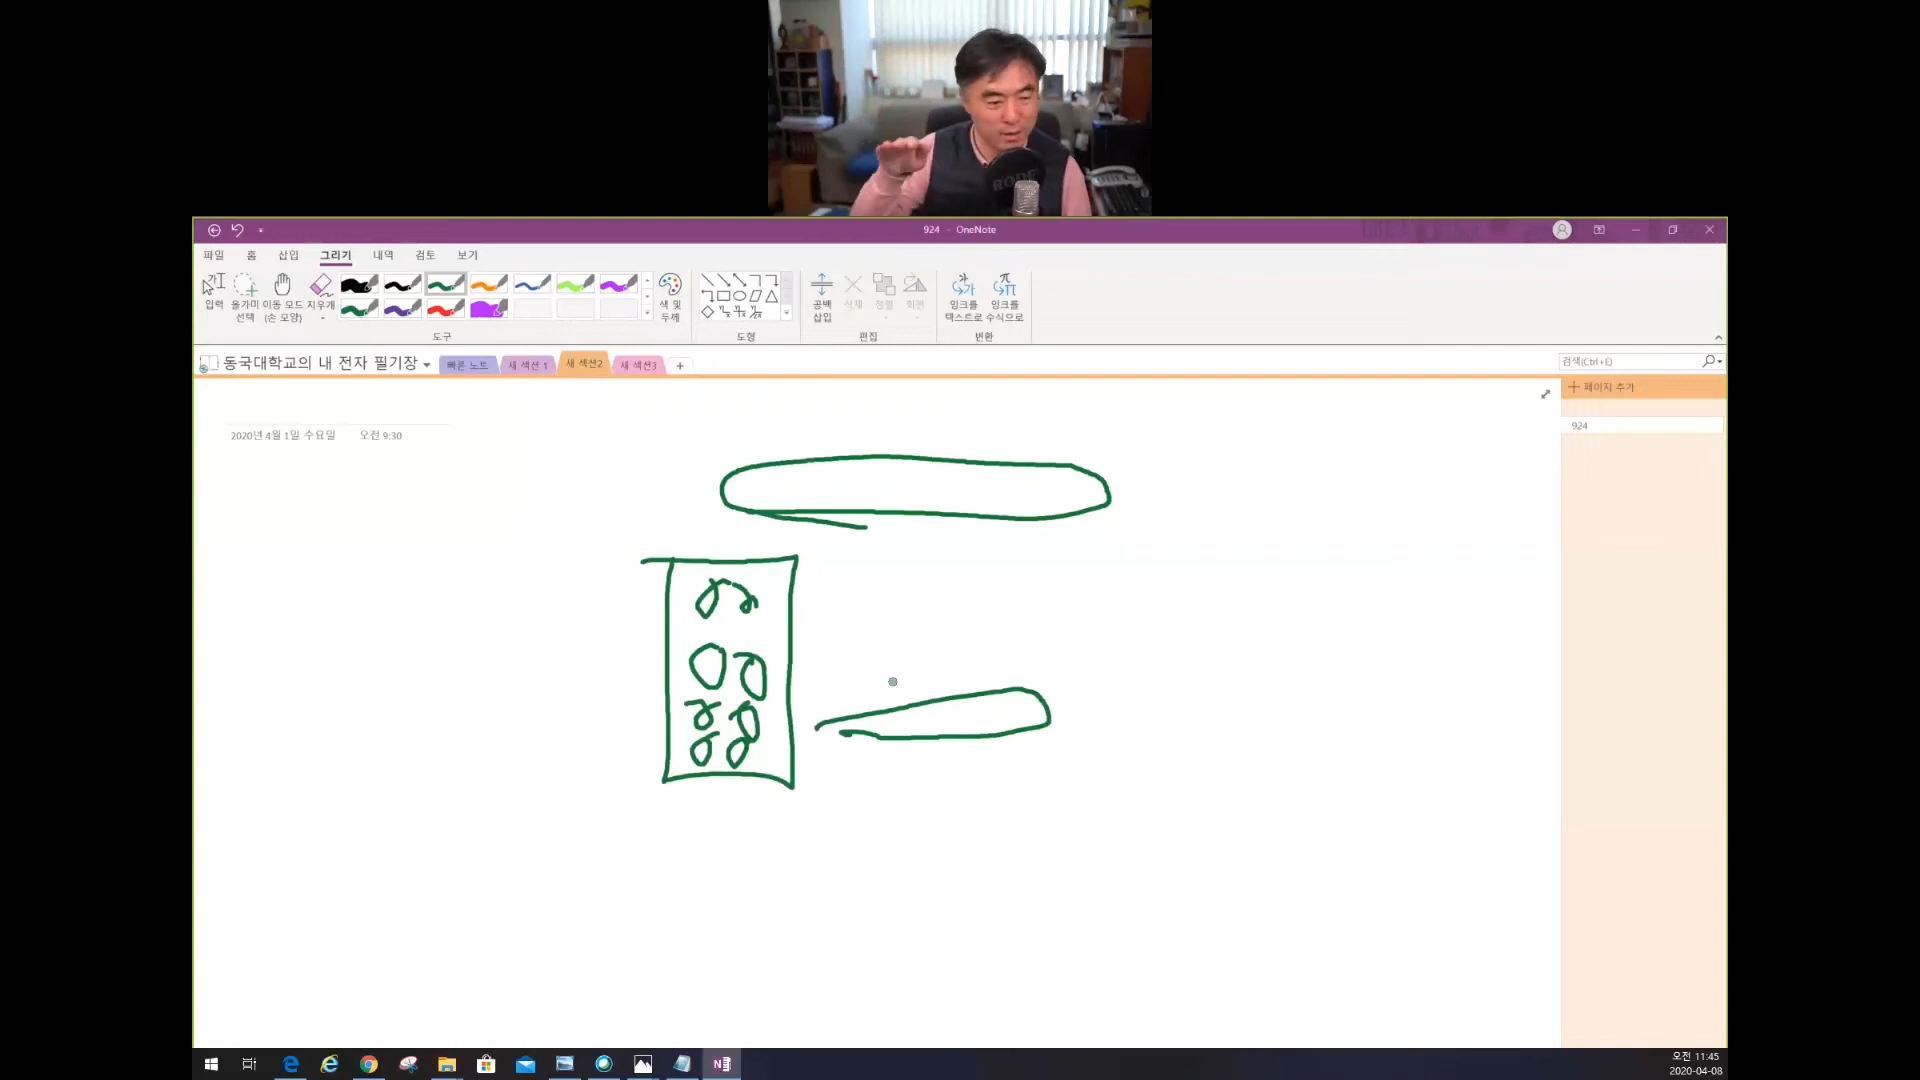 RODE
924 - OneNote
파일 홈 삽입 그리기 내역 검토 보기
입력
올가미 선택
이동 모드 (손 모양)
지우개
색 및 두께
공백 삽입
삭제
정렬
회전
잉크를 텍스트로
잉크를 수식으로
도구 도형 편집 변환
동국대학교의 내 전자 필기장 빠른 노트 새 섹션 1 새 섹션2 새 섹션3 +
검색(Ctrl+E)
페이지 추가
924
2020년 4월 1일 수요일 오전 9:30
오전 11:45
2020-04-08